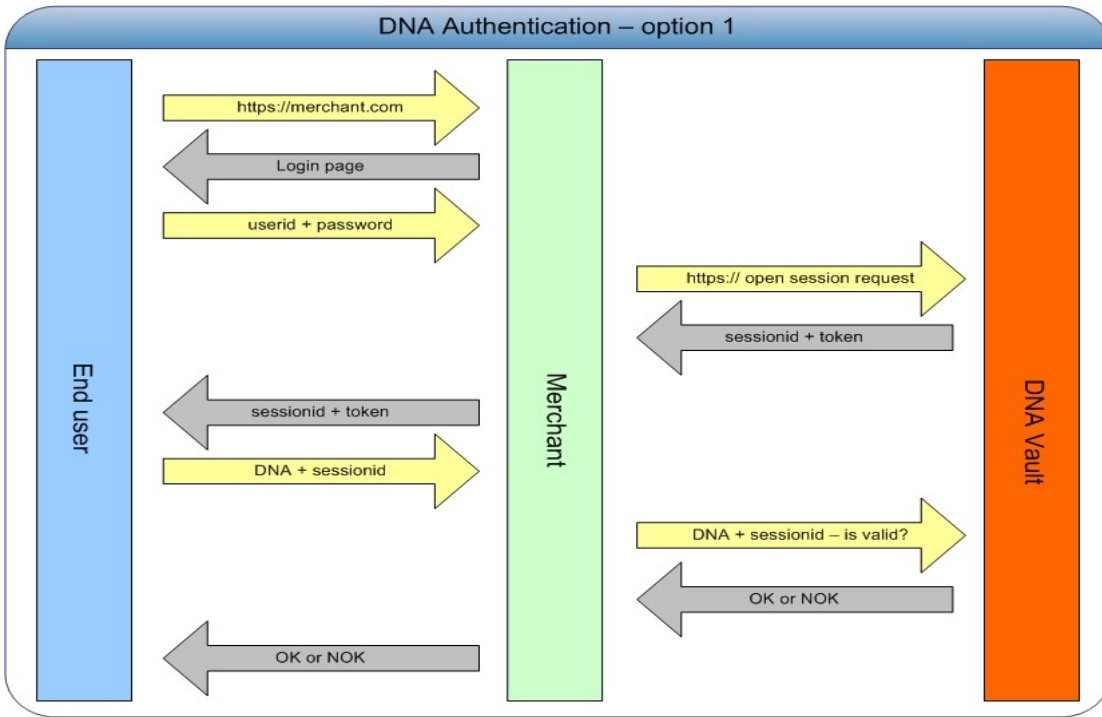 DNA Authentication – option 1
https://merchant.com
Login page
userid + password
https:// open session request
sessionid + token
End user
Merchant
DNA Vault
sessionid + token
DNA + sessionid
DNA + sessionid – is valid?
OK or NOK
OK or NOK